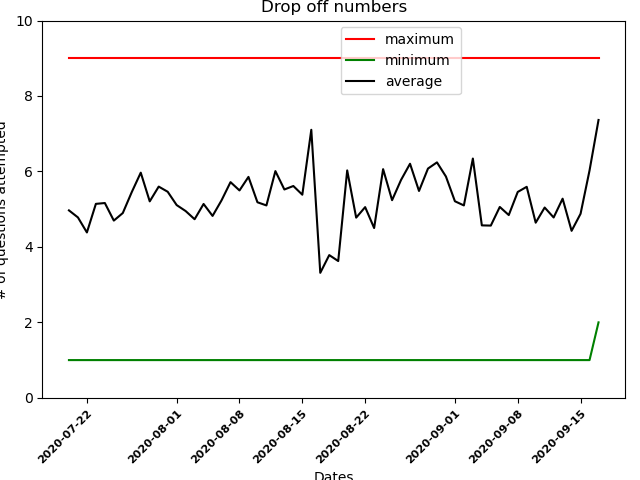 Drop off numbers
maximum
minimum
average
# of questions attempted
10
8
6
4
2
0
2020-07-22
2020-08-01
2020-08-08
2020-08-15
2020-08-22
2020-09-01
2020-09-08
2020-09-15
Dates